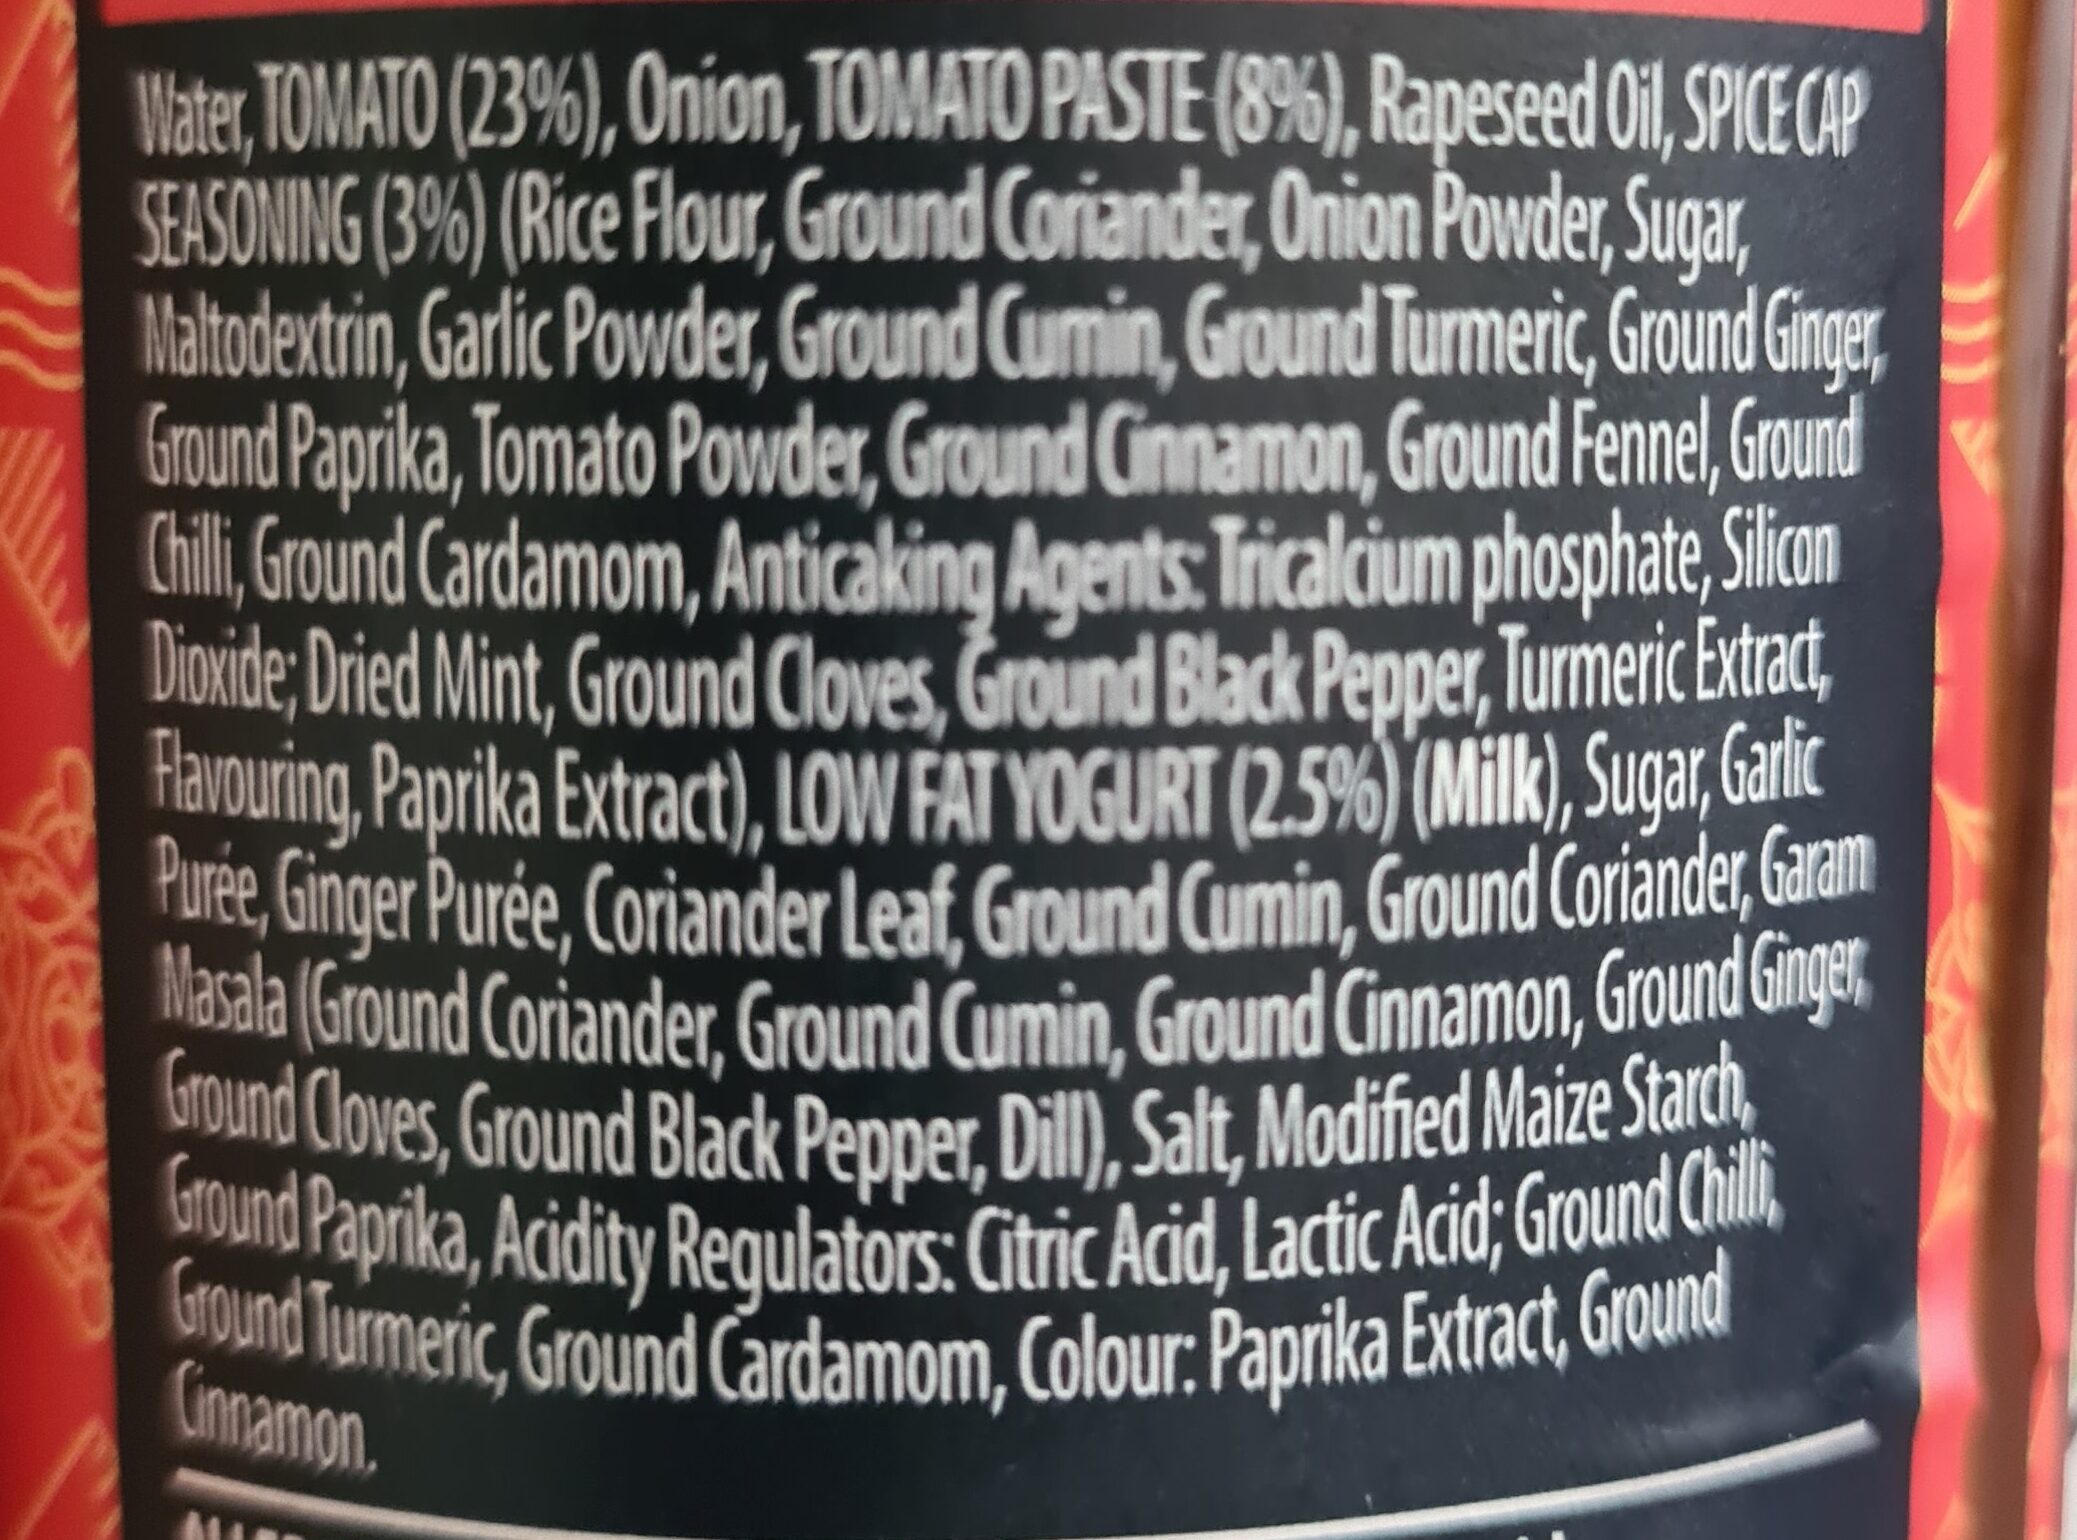 Water, TOMATO (23%), Onion, TOMATO PASTE (8%), Rapeseed Oil, SPICE CAP
SEASONING (3%) (Rice Flour, Ground Coriander, Onion Powder, Sugar,
Maltodextrin, Garlic Powder, Ground Cumin, Ground Turmeric, Ground Ginger,
Ground Paprika, Tomato Powder, Ground Cinnamon, Ground Fennel, Ground
Chilli, Ground Cardamom, Anticaking Agents: Tricalcium phosphate, Silicon
Dioxide; Dried Mint, Ground Cloves, Ground Black Pepper, Turmeric Extract,
Flavouring, Paprika Extract), LOW FAT YOGURT (2.5%) (Milk), Sugar, Garlic
Purée, Ginger Purée, Coriander Leaf, Ground Cumin, Ground Coriander, Garam
Masala (Ground Coriander, Ground Cumin, Ground Cinnamon, Ground Ginger,
Ground Cloves, Ground Black Pepper, Dill), Salt, Modified Maize Starch,
Ground Paprika, Acidity Regulators: Citric Acid, Lactic Acid; Ground Chilli,
Ground Turmeric, Ground Cardamom, Colour: Paprika Extract, Ground
Cinnamon.